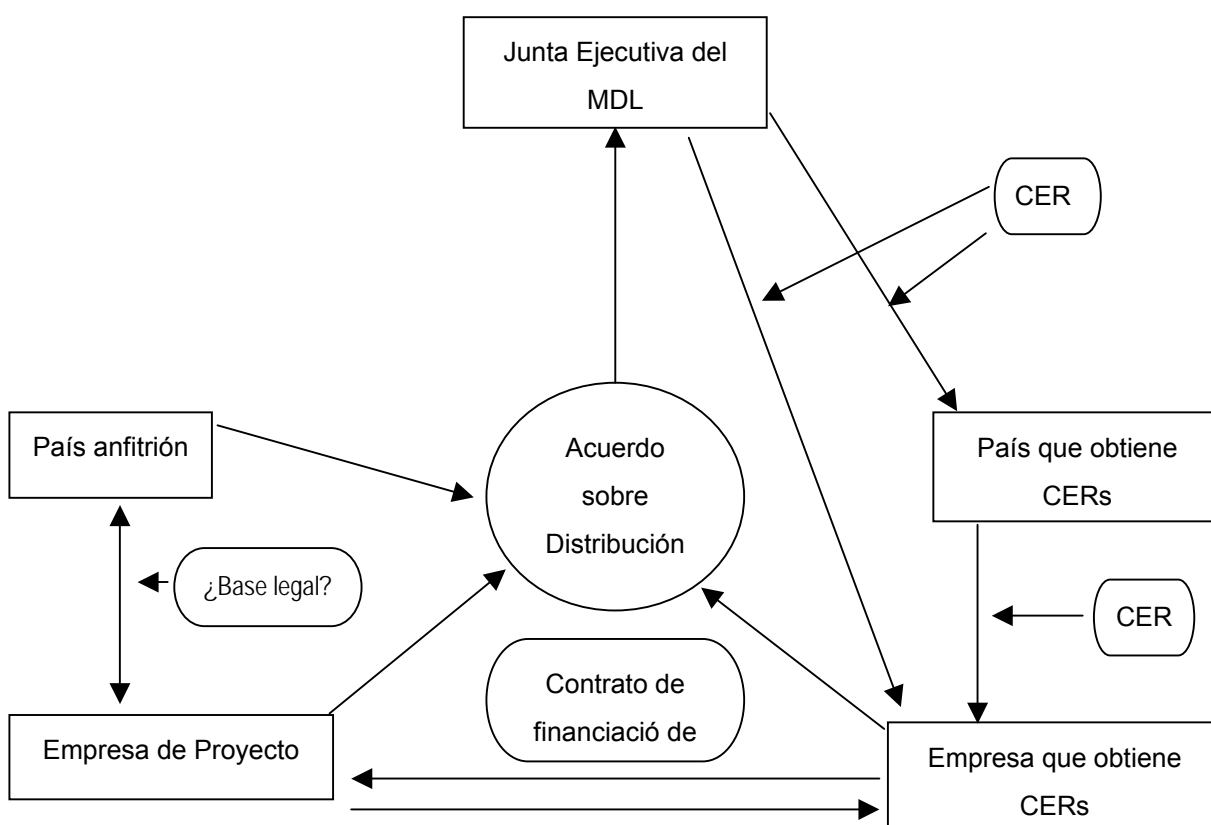 Junta Ejecutiva del
MDL
CER
País anfitrión
Acuerdo
sobre
Distribución
País que obtiene
CERs
¿Base legal?
CER
Contrato de
financiació de
Empresa de Proyecto
Empresa que obtiene
CERs